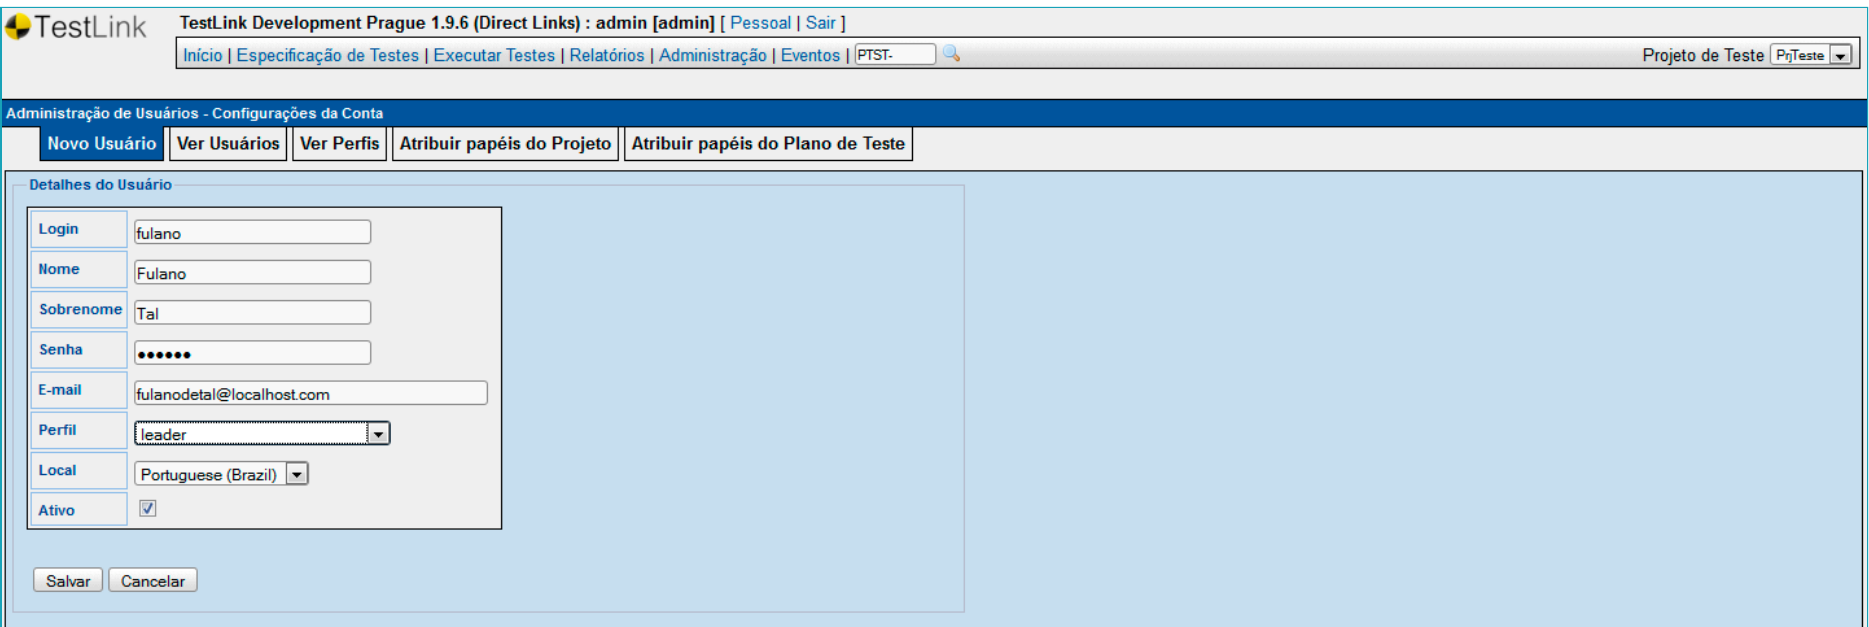 TestLink
TestLink Development Prague 1.9.6 (Direct Links) : admin [admin] [ Pessoal | Sair ]
Início | Especificação de Testes | Executar Testes | Relatórios | Administração | Eventos | PTST-
Projeto de Teste PrjTeste
Administração de Usuários - Configurações da Conta
Novo Usuário Ver Usuários Ver Perfis Atribuir papéis do Projeto Atribuir papéis do Plano de Teste
Detalhes do Usuário
Login fulano
Nome Fulano
Sobrenome Tal
Senha ••••••
E-mail fulanodetal@localhost.com
Perfil leader
Local Portuguese (Brazil)
Ativo
Salvar Cancelar